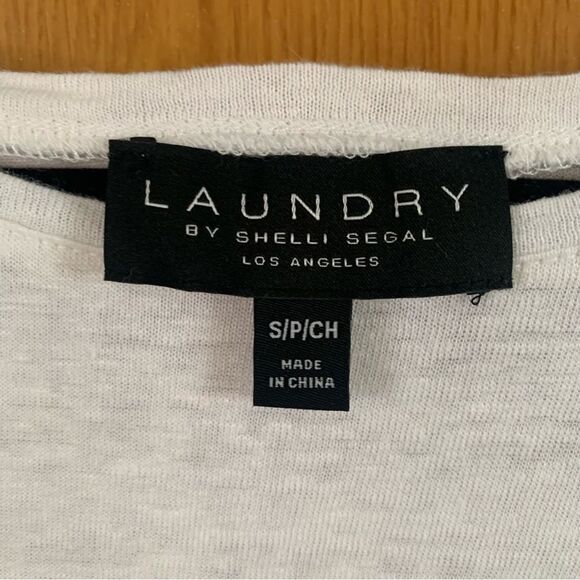 LAUNDRY
BY SHELLI SEGAL
LOS ANGELES
S/P/CH
MADE
IN CHINA